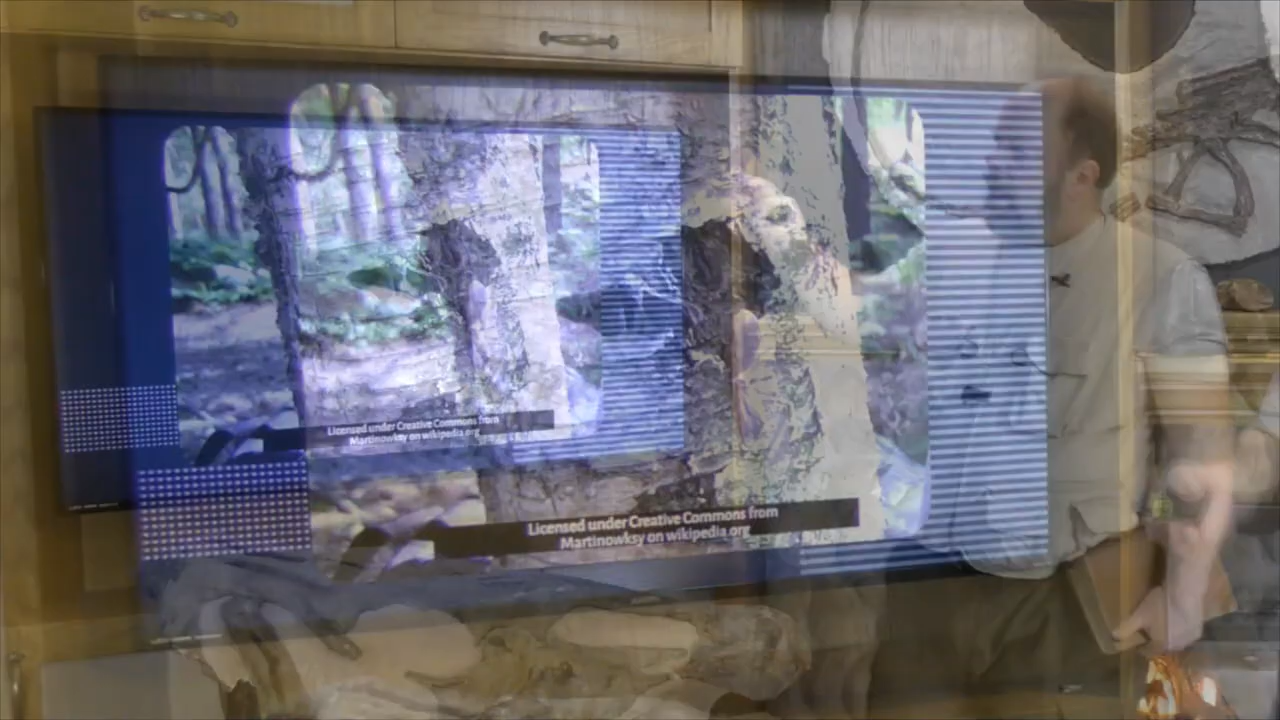 Licensed under Creative Commons from
Martinowksy on wikipedia.org
Licensed under Creative Commons from
Martinowksy on wikipedia org